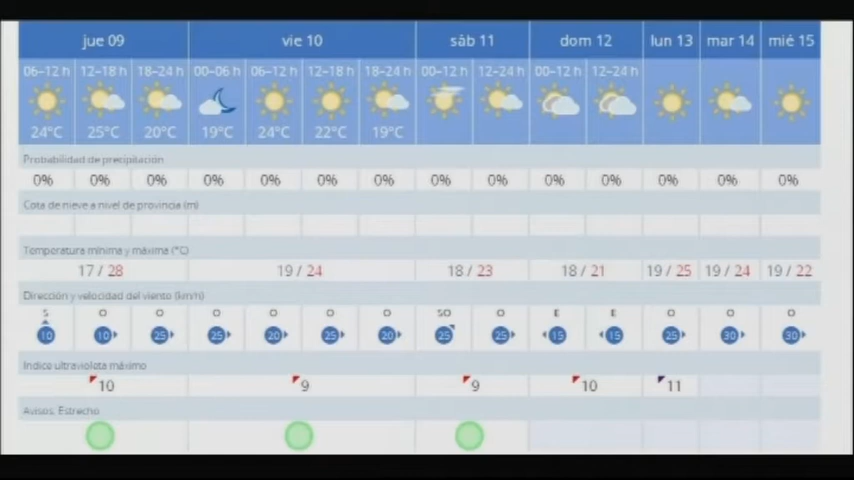 jue 09 vie 10 sáb 11 dom 12 lun 13 mar 14 mié 15
06–12 h 12–18 h 18–24 h 00–06 h 06–12 h 12–18 h 18–24 h 00–12 h 12–24 h 00–12 h 12–24 h
24°C 25°C 20°C 19°C 24°C 22°C 19°C
Probabilidad de precipitación
0% 0% 0% 0% 0% 0% 0% 0% 0% 0% 0% 0% 0% 0%
Cota de nieve a nivel de provincia (m)
Temperatura mínima y máxima (°C)
17 / 28 19 / 24 18 / 23 18 / 21 19 / 25 19 / 24 19 / 22
Dirección y velocidad del viento (km/h)
S O O O O O O SO O E E O O O
10 10 25 25 20 25 20 25 25 15 15 25 30 30
Indice ultravioleta máximo
10 9 9 10 11
Avisos. Estrecho